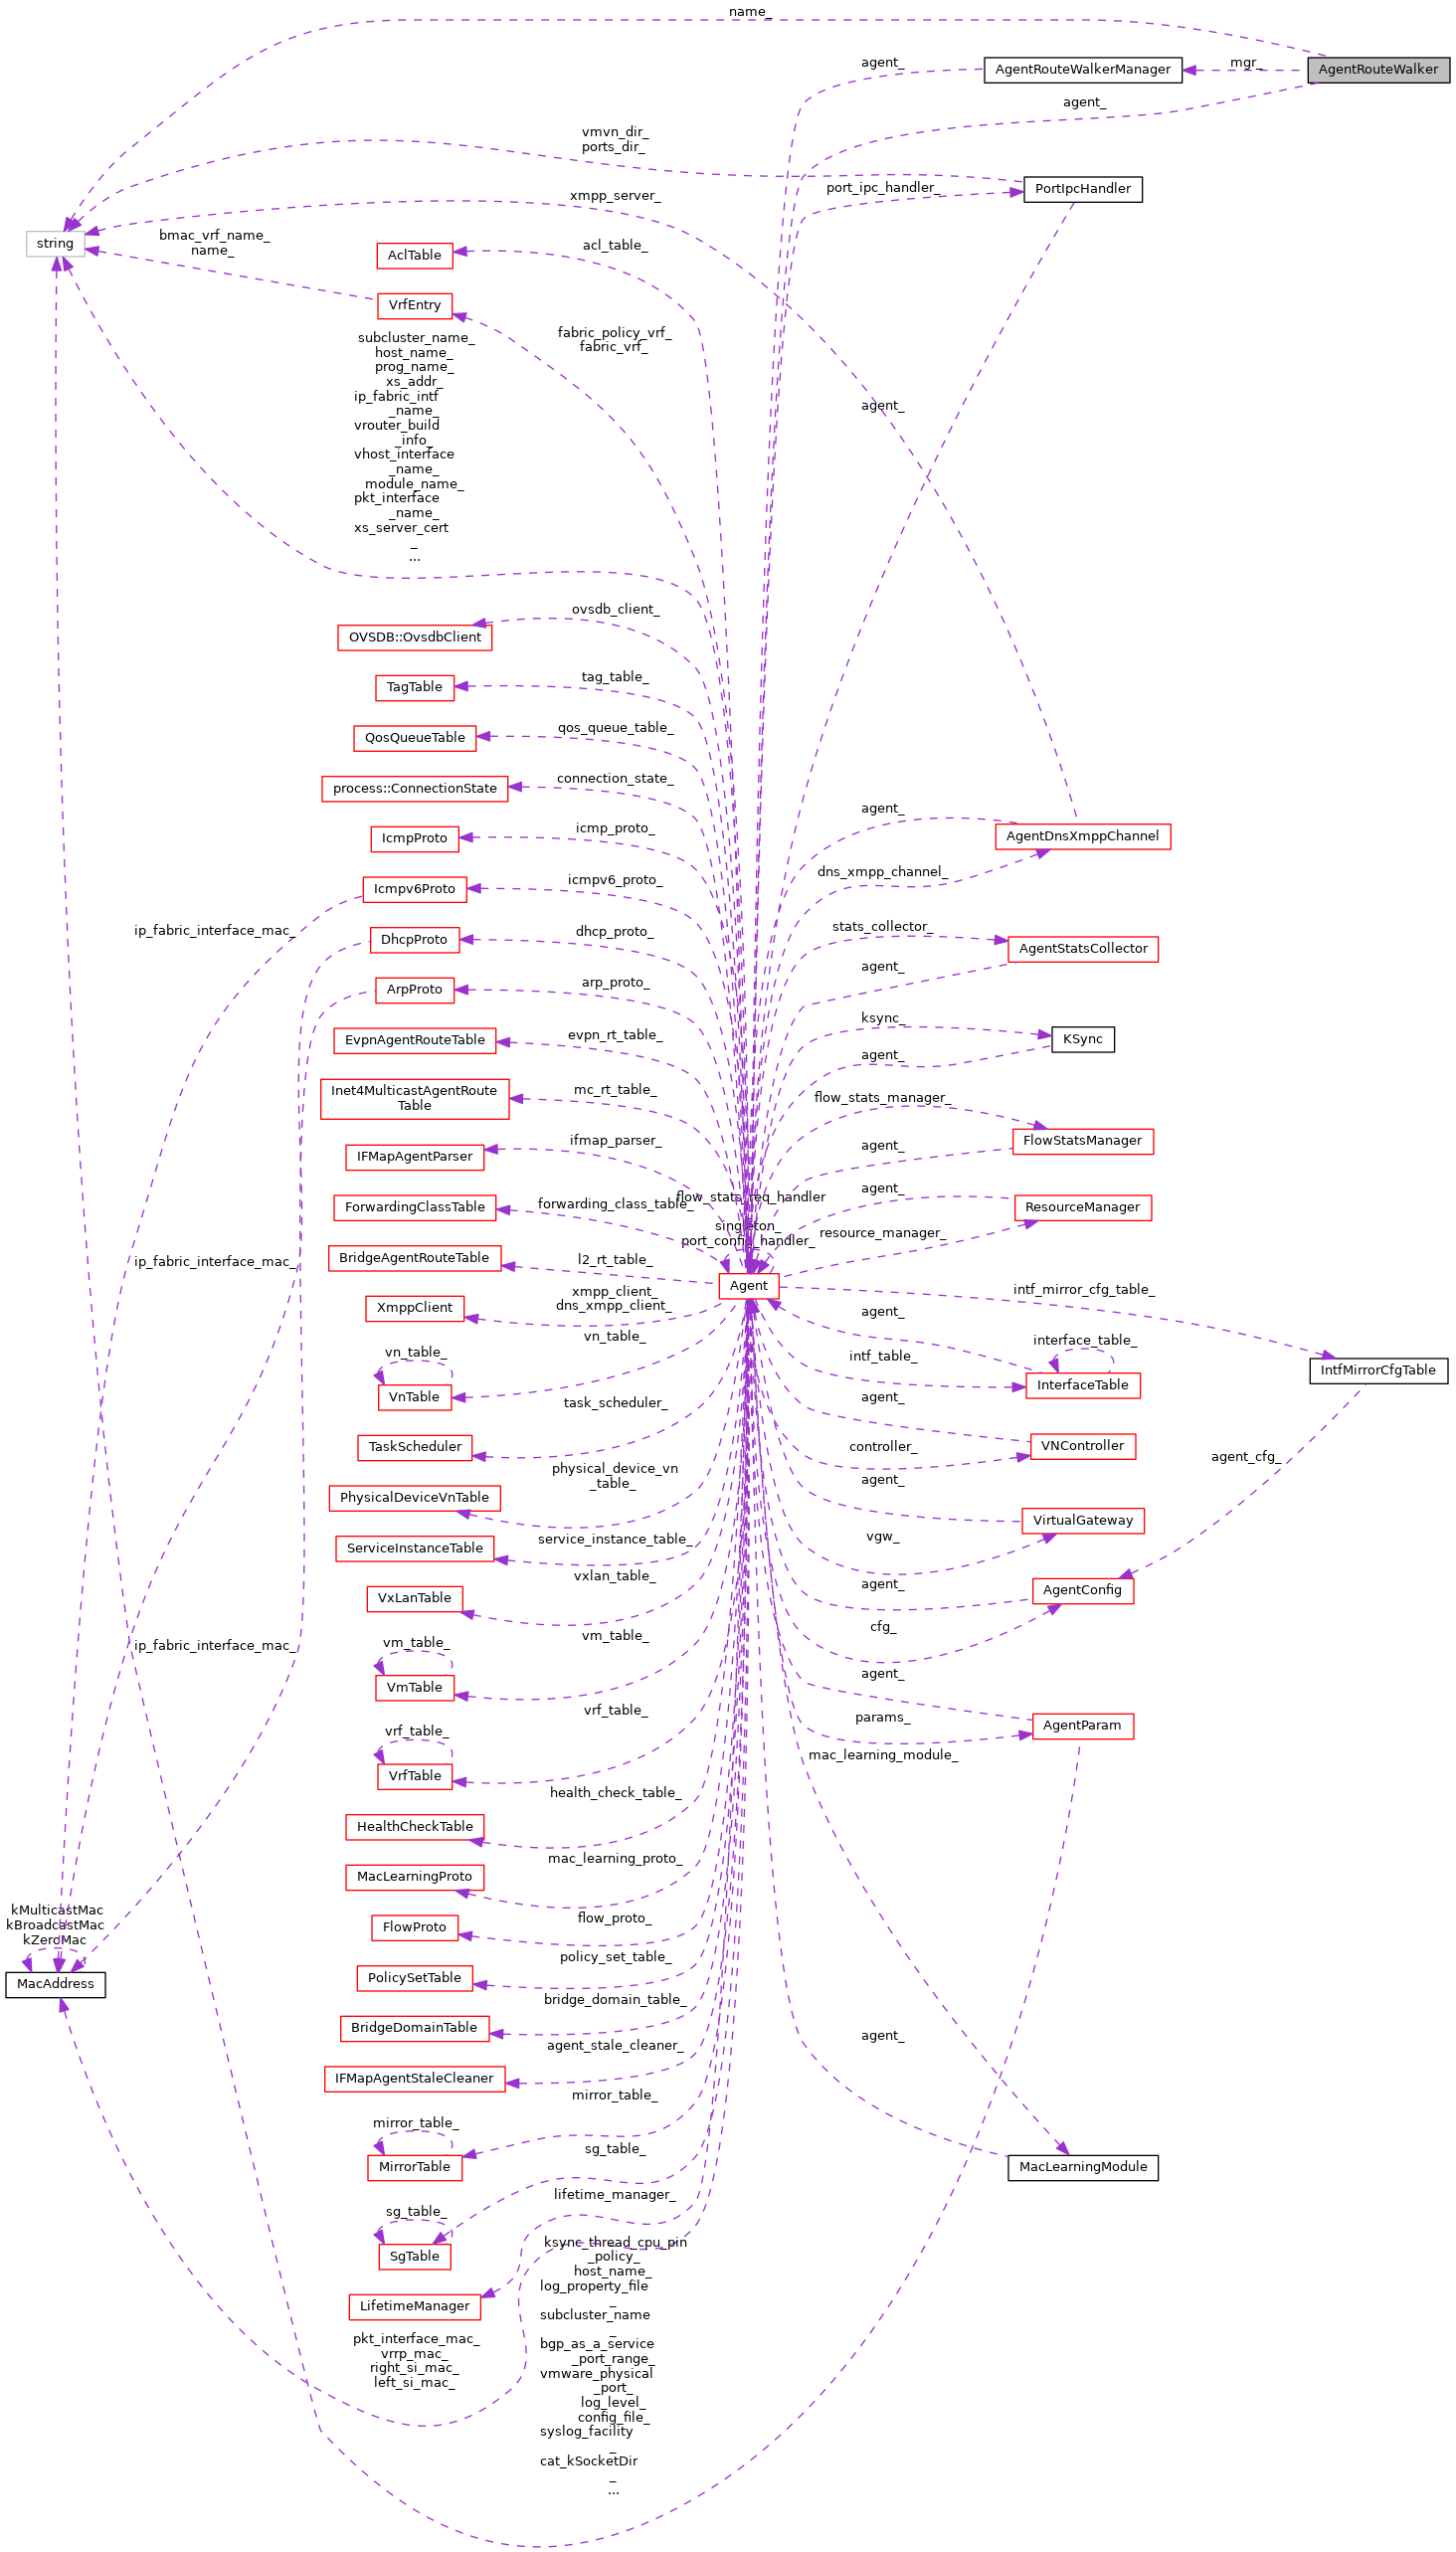 name_
agent_
AgentRouteWalkerManager
mgr_
AgentRouteWalker
agent_
vmvn_dir_
ports_dir_
port_ipc_handler_
PortIpcHandler
xmpp_server_
string
bmac_vrf_name_
name_
AclTable
acl_table_
VrfEntry
fabric_policy_vrf_
fabric_vrf_
subcluster_name_
host_name_
prog_name_
xs_addr_
ip_fabric_intf
_name_
vrouter_build
_info_
vhost_interface
_name_
module_name_
pkt_interface
_name_
xs_server_cert
_
...
agent_
ovsdb_client_
OVSDB::OvsdbClient
tag_table_
TagTable
qos_queue_table_
QosQueueTable
connection_state_
process::ConnectionState
icmp_proto_
IcmpProto
agent_
AgentDnsXmppChannel
dns_xmpp_channel_
icmpv6_proto_
Icmpv6Proto
ip_fabric_interface_mac_
dhcp_proto_
DhcpProto
stats_collector_
AgentStatsCollector
agent_
arp_proto_
ArpProto
ksync_
KSync
agent_
evpn_rt_table_
EvpnAgentRouteTable
mc_rt_table_
Inet4MulticastAgentRoute
Table
flow_stats_manager_
FlowStatsManager
agent_
ifmap_parser_
IFMapAgentParser
agent_
ResourceManager
resource_manager_
forwarding_class_table_
ForwardingClassTable
flow_stats_req_handler
singleton_
port_config_handler_
ip_fabric_interface_mac_
l2_rt_table_
BridgeAgentRouteTable
Agent
intf_mirror_cfg_table_
xmpp_client_
dns_xmpp_client_
XmppClient
agent_
interface_table_
vn_table_
vn_table_
VnTable
intf_table_
InterfaceTable
IntfMirrorCfgTable
task_scheduler_
TaskScheduler
agent_
VNController
controller_
agent_cfg_
physical_device_vn
_table_
PhysicalDeviceVnTable
agent_
VirtualGateway
vgw_
service_instance_table_
ServiceInstanceTable
vxlan_table_
VxLanTable
agent_
AgentConfig
cfg_
ip_fabric_interface_mac_
vm_table_
vm_table_
VmTable
agent_
params_
AgentParam
vrf_table_
vrf_table_
VrfTable
mac_learning_module_
health_check_table_
HealthCheckTable
mac_learning_proto_
MacLearningProto
kMulticastMac
kBroadcastMac
kZeroMac
MacAddress
flow_proto_
FlowProto
policy_set_table_
PolicySetTable
bridge_domain_table_
BridgeDomainTable
agent_stale_cleaner_
IFMapAgentStaleCleaner
agent_
mirror_table_
mirror_table_
MirrorTable
MacLearningModule
sg_table_
sg_table_
SgTable
lifetime_manager_
LifetimeManager
pkt_interface_mac_
vrrp_mac_
right_si_mac_
left_si_mac_
ksync_thread_cpu_pin
_policy_
host_name_
log_property_file
_
subcluster_name
_
bgp_as_a_service
_port_range_
vmware_physical
_port_
log_level_
config_file_
syslog_facility
_
cat_kSocketDir
_
...